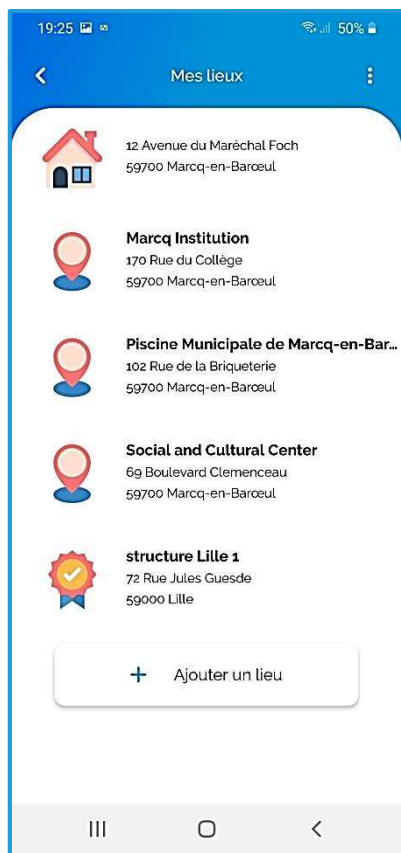 19:25 50%
Mes lieux
12 Avenue du Maréchal Foch
59700 Marcq-en-Barœul
Marcq Institution
170 Rue du Collège
59700 Marcq-en-Barœul
Piscine Municipale de Marcq-en-Bar...
102 Rue de la Briqueterie
59700 Marcq-en-Barœul
Social and Cultural Center
69 Boulevard Clemenceau
59700 Marcq-en-Barœul
structure Lille 1
72 Rue Jules Guesde
59000 Lille
+ Ajouter un lieu